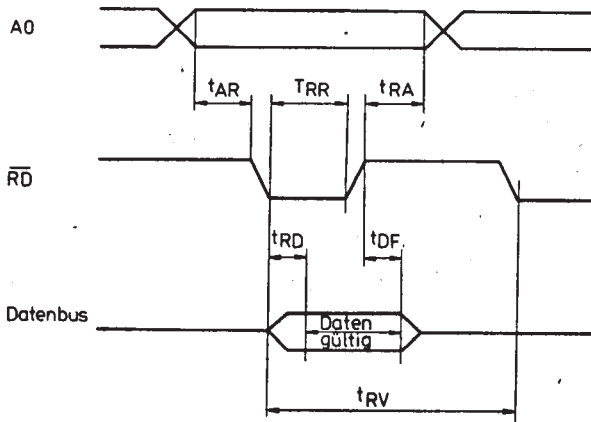 A0
tAR TRR tRA
RD
tRD tDF
Datenbus
Daten
gültig
tRV